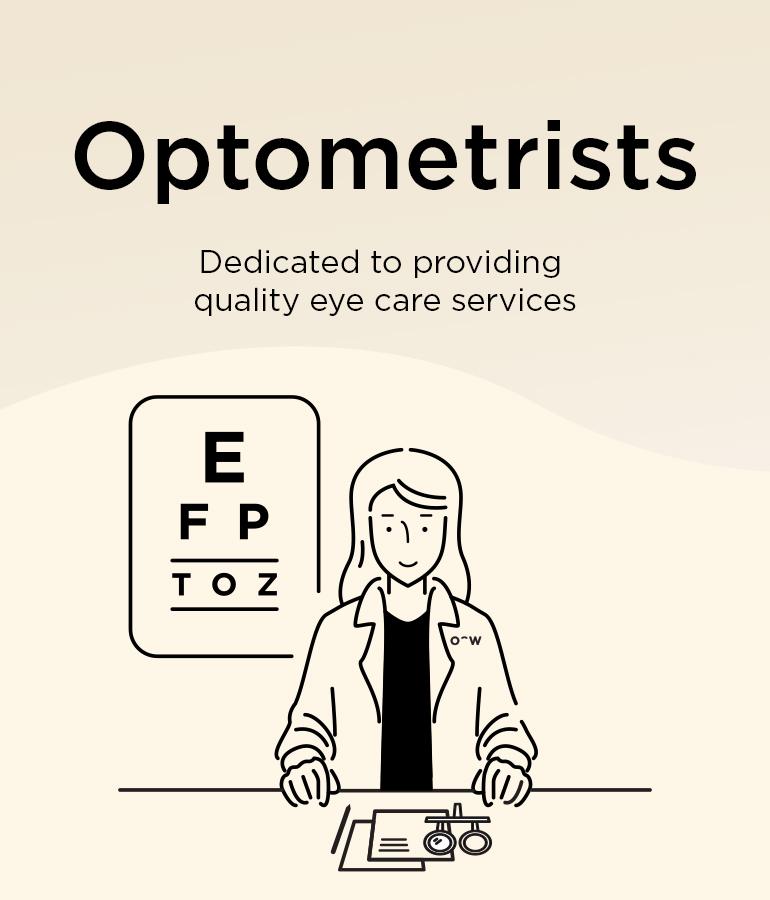 Optometrists
Dedicated to providing
quality eye care services
E
F P
T O Z
O~W